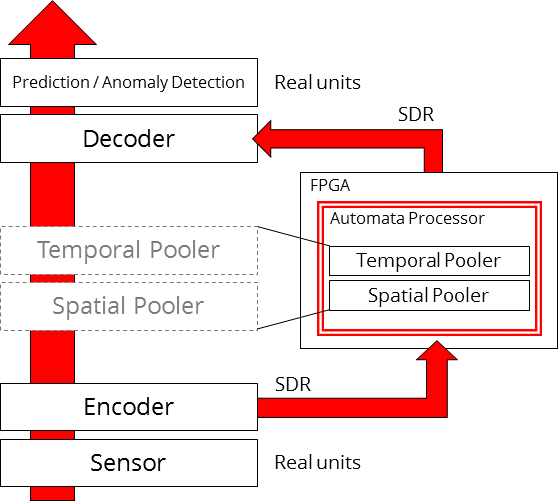 Prediction / Anomaly Detection
Real units
Decoder
SDR
FPGA
Automata Processor
Temporal Pooler
Spatial Pooler
Temporal Pooler
Spatial Pooler
Encoder
SDR
Sensor
Real units